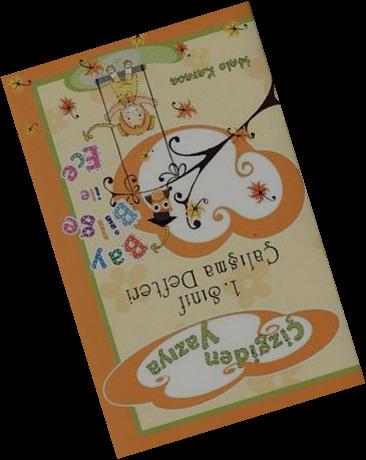 Çizgiden
Yazıya
1. Sınıf
Çalışma Defteri
Bay
Bilge
ile
Ece